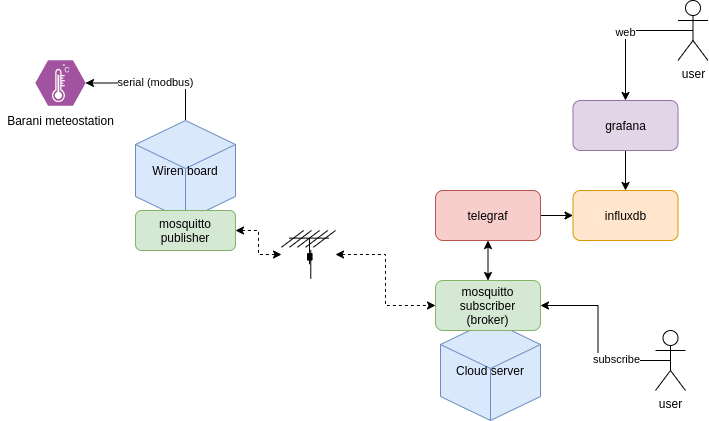 web
user
°C
serial (modbus)
Barani meteostation
grafana
Wiren board
mosquitto
publisher
telegraf
influxdb
mosquitto
subscriber
(broker)
subscribe
Cloud server
user